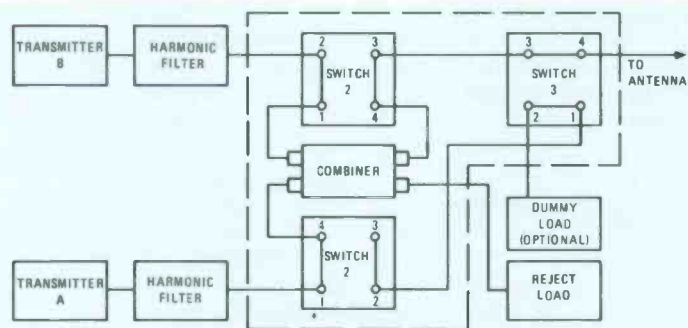 TRANSMITTER
B
HARMONIC
FILTER
2 3
SWITCH
2
1 4
3 4
SWITCH
3
2 1
TO
ANTENNA
COMBINER
4 3
SWITCH
2
1 2
DUMMY
LOAD
(OPTIONAL)
REJECT
LOAD
TRANSMITTER
A
HARMONIC
FILTER